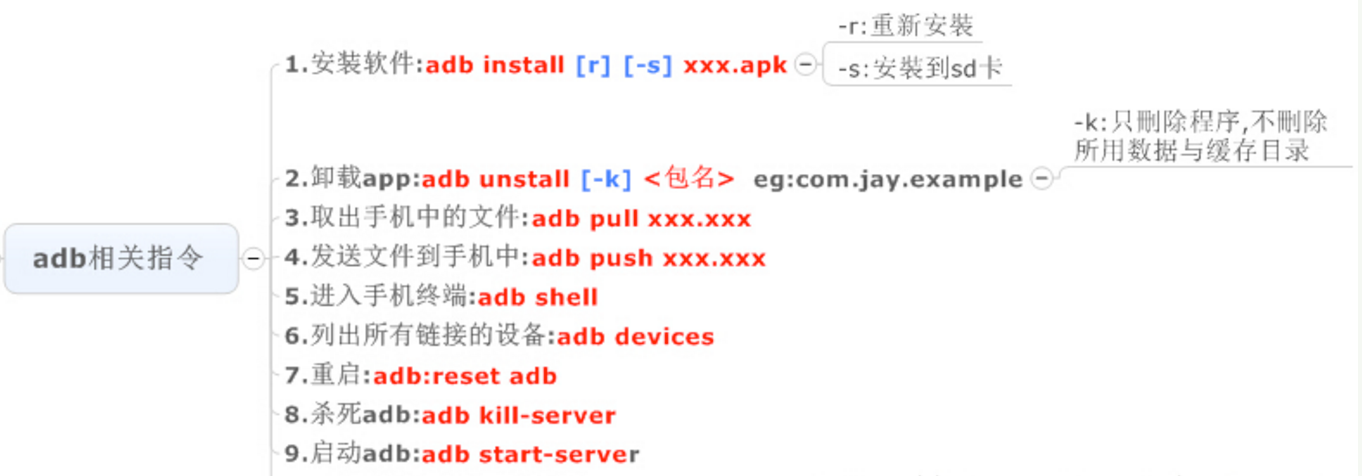 -r:重新安裝
1.安装软件:adb install [r] [-s] xxx.apk
-s:安装到sd卡
-k:只删除程序,不删除
所用数据与缓存目录
2.卸载app:adb unstall [-k] <包名> eg:com.jay.example
3.取出手机中的文件:adb pull xxx.xxx
adb相关指令
4.发送文件到手机中:adb push xxx.xxx
5.进入手机终端:adb shell
6.列出所有链接的设备:adb devices
7.重启:adb:reset adb
8.杀死adb:adb kill-server
9.启动adb:adb start-server